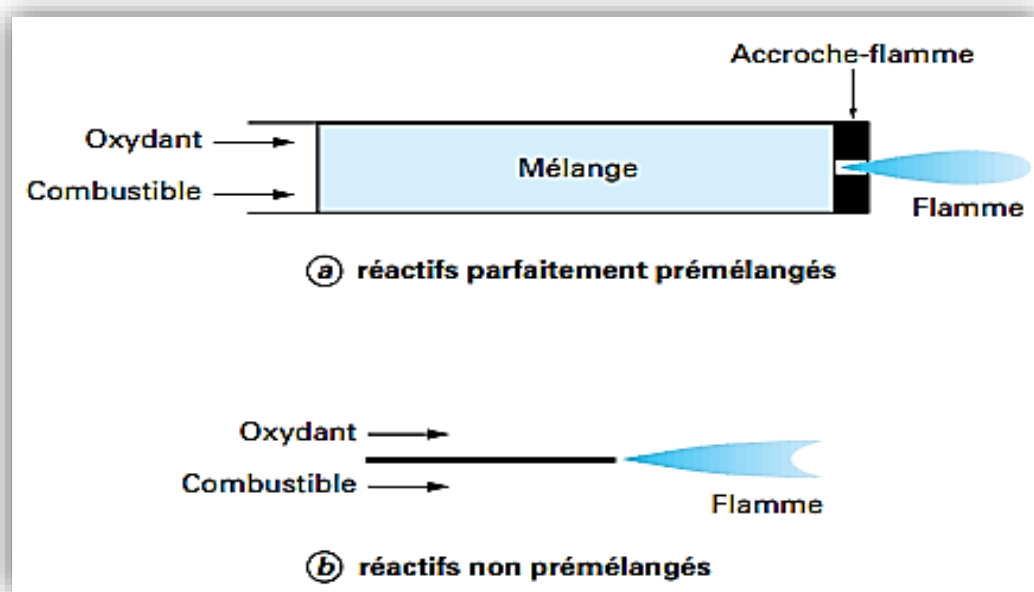 Accroche-flamme
Oxydant
Mélange
Combustible
Flamme
a réactifs parfaitement prémélangés
Oxydant
Combustible
Flamme
b réactifs non prémélangés